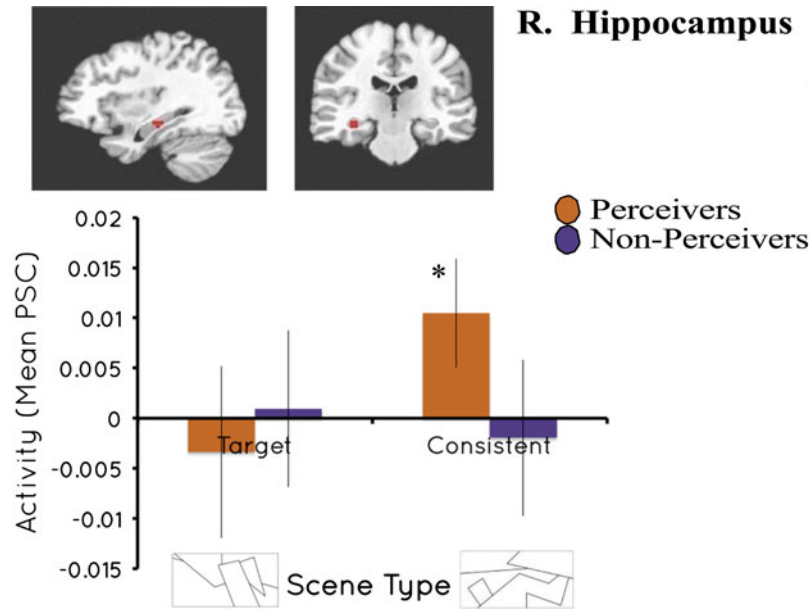 R. Hippocampus
Perceivers
Non-Perceivers
Activity (Mean PSC)
0.02
0.015
0.01
0.005
0
-0.005
-0.01
-0.015
*
Target
Consistent
Scene Type